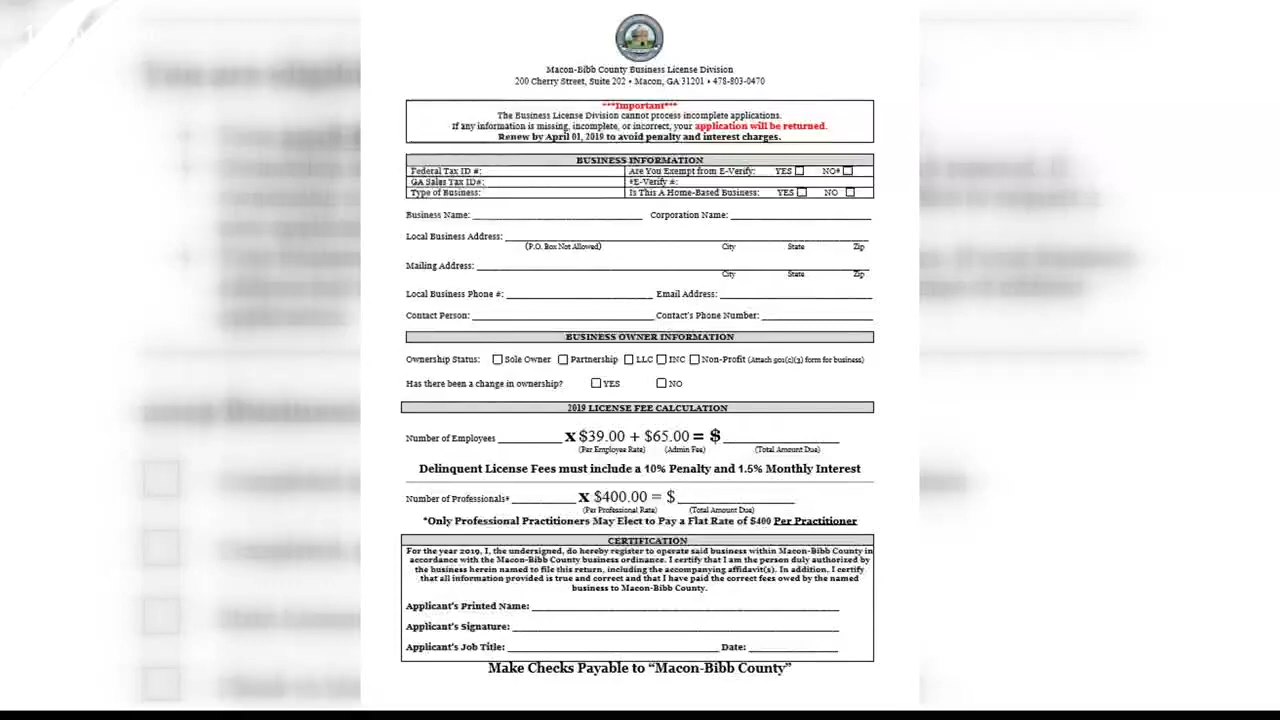 Macon-Bibb County Business License Division
200 Cherry Street, Suite 202 • Macon, GA 31201 • 478-803-0470
***Important***
The Business License Division cannot process incomplete applications.
If any information is missing, incomplete, or incorrect, your application will be returned.
Renew by April 01, 2019 to avoid penalty and interest charges.
BUSINESS INFORMATION
Federal Tax ID #: Are You Exempt from E-Verify: YES NO*
GA Sales Tax ID#: *E-Verify #:
Type of Business: Is This A Home-Based Business: YES NO
Business Name: Corporation Name:
Local Business Address:
(P.O. Box Not Allowed) City State Zip
Mailing Address:
City State Zip
Local Business Phone #: Email Address:
Contact Person: Contact's Phone Number:
BUSINESS OWNER INFORMATION
Ownership Status: Sole Owner Partnership LLC INC Non-Profit (Attach 501(c)(3) form for business)
Has there been a change in ownership? YES NO
2019 LICENSE FEE CALCULATION
Number of Employees x $39.00 + $65.00 = $
(Per Employee Rate) (Admin Fee) (Total Amount Due)
Delinquent License Fees must include a 10% Penalty and 1.5% Monthly Interest
Number of Professionals* x $400.00 = $
(Per Professional Rate) (Total Amount Due)
*Only Professional Practitioners May Elect to Pay a Flat Rate of $400 Per Practitioner
CERTIFICATION
For the year 2019, I, the undersigned, do hereby register to operate said business within Macon-Bibb County in
accordance with the Macon-Bibb County business ordinance. I certify that I am the person duly authorized by
the business herein named to file this return, including the accompanying affidavit(s). In addition, I certify
that all information provided is true and correct and that I have paid the correct fees owed by the named
business to Macon-Bibb County.
Applicant's Printed Name:
Applicant's Signature:
Applicant's Job Title: Date:
Make Checks Payable to “Macon-Bibb County”